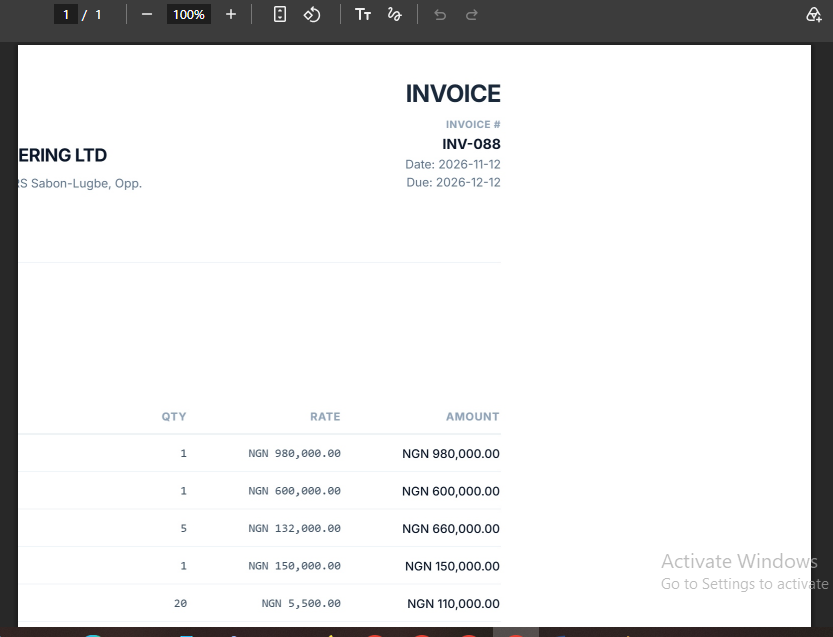 1 / 1
100%
INVOICE
INVOICE #
INV-088
ERING LTD
Date: 2026-11-12
S Sabon-Lugbe, Opp.
Due: 2026-12-12
QTY RATE AMOUNT
1 NGN 980,000.00 NGN 980,000.00
1 NGN 600,000.00 NGN 600,000.00
5 NGN 132,000.00 NGN 660,000.00
1 NGN 150,000.00 NGN 150,000.00
20 NGN 5,500.00 NGN 110,000.00
Activate Windows
Go to Settings to activate